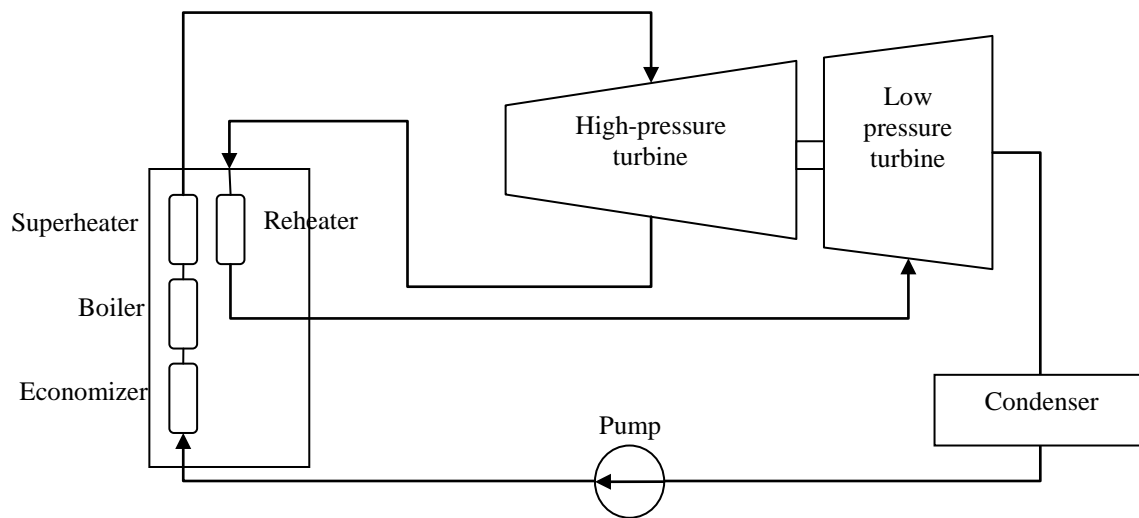 High-pressure
turbine
Low
pressure
turbine
Superheater
Reheater
Boiler
Economizer
Condenser
Pump